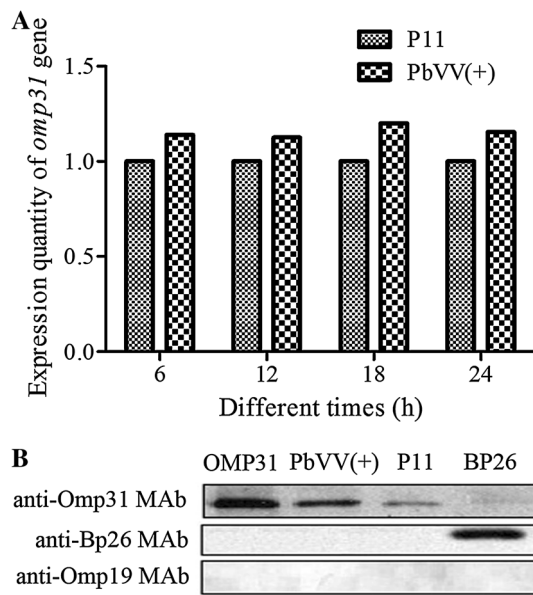 A
P11
PbVV(+)
Expression quantity of omp31 gene
1.5
1.0
0.5
0.0
6 12 18 24
Different times (h)
B
OMP31 PbVV(+) P11 BP26
anti-Omp31 MAb
anti-Bp26 MAb
anti-Omp19 MAb